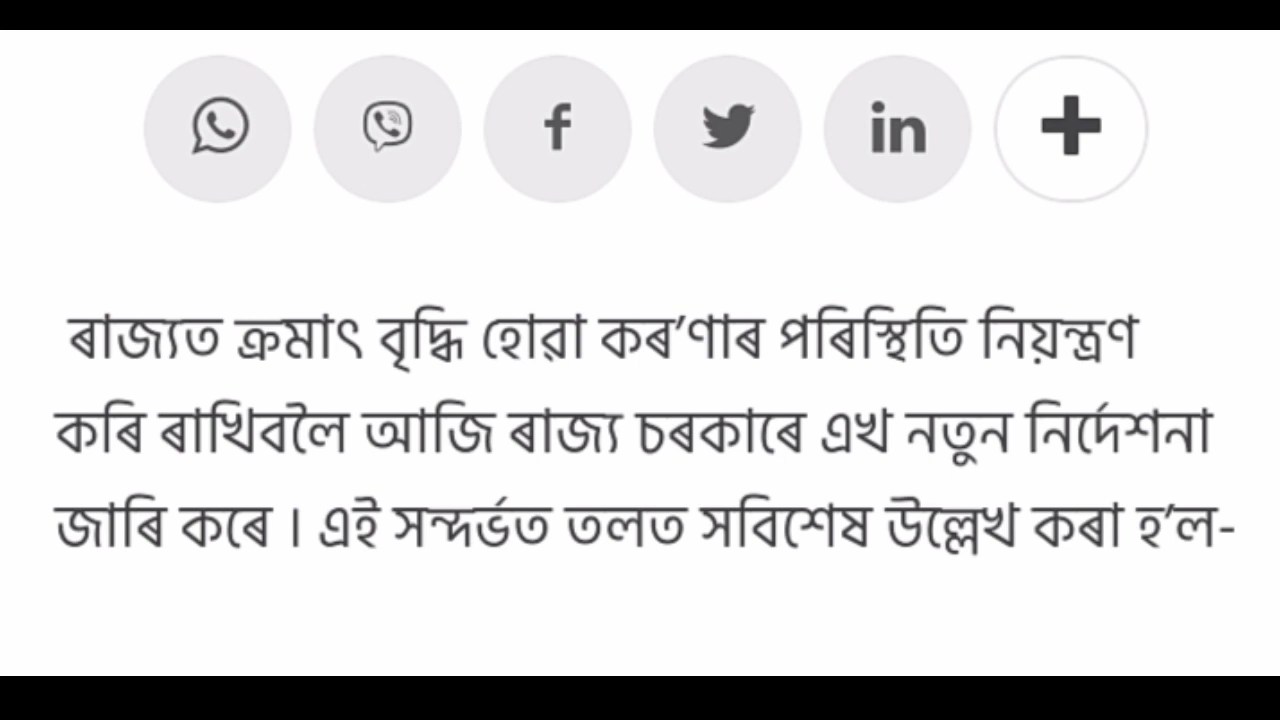 ৰাজ্যত ক্ৰমাৎ বৃদ্ধি হোৱা কৰ’ণাৰ পৰিস্থিতি নিয়ন্ত্ৰণ
কৰি ৰাখিবলৈ আজি ৰাজ্য চৰকাৰে এখ নতুন নিৰ্দেশনা
জাৰি কৰে । এই সন্দৰ্ভত তলত সবিশেষ উল্লেখ কৰা হ’ল-